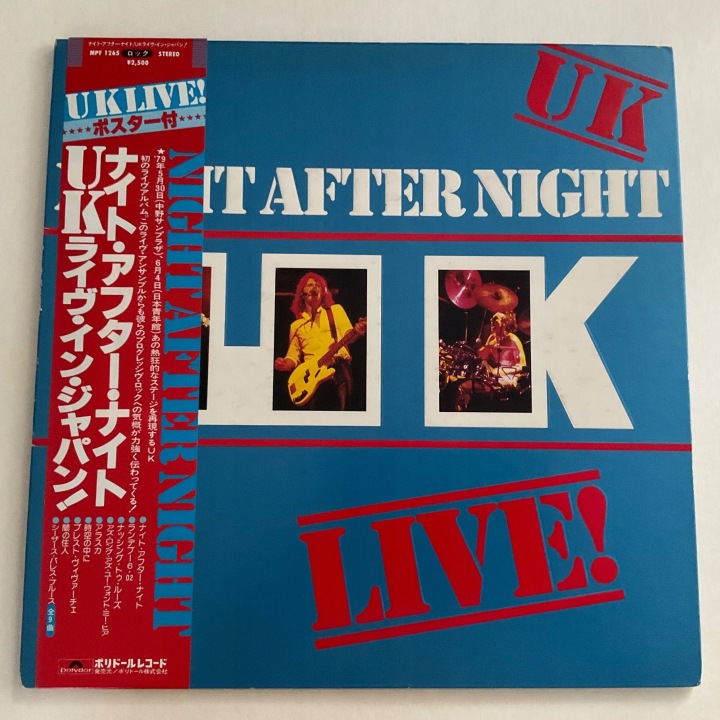 ナイト・アフター・ナイト/UKライヴ・イン・ジャパン!
MPF 1265 ロック STEREO
¥2,500
UK LIVE!
★★★★ポスター付★★★★
ナイト・アフター・ナイト
UKライヴ・イン・ジャパン!
★'79年5月30日(中野サンプラザ)、6月4日(日本青年館)あの熱狂的なステージを再現するUK
初のライヴアルバム。このライヴ・アンサンブルからも彼らのプログレッシヴ・ロックへの気概が力強く伝わってくる!
NIGHT AFTER NIGHT
●ナイト・アフター・ナイト
●ランデブー6・02
●ナッシング・トゥ・ルーズ
●アズ・ロング・アズ・ユー・ウォント・ミー・ヒア
●アラスカ
●時空の中に
●プレスト・ヴィヴァーチェ
●闇の住人
●シーザース・パレス・ブルース
全9曲
polydor
ポリドールレコード
発売元/ポリドール株式会社
UK
IT AFTER NIGHT
UK
LIVE!